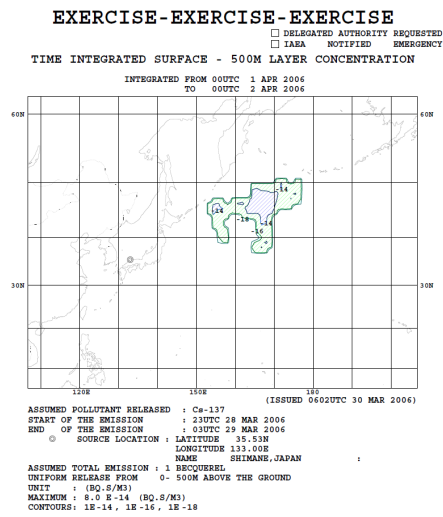 EXERCISE-EXERCISE-EXERCISE
DELEGATED AUTHORITY REQUESTED
IAEA NOTIFIED EMERGENCY
TIME INTEGRATED SURFACE - 500M LAYER CONCENTRATION
INTEGRATED FROM 00UTC 1 APR 2006
TO 00UTC 2 APR 2006
60N 60N
-14
-14
-18
-14
-16
30N 30N
120E 150E 180
(ISSUED 0602UTC 30 MAR 2006)
ASSUMED POLLUTANT RELEASED : Cs-137
START OF THE EMISSION : 23UTC 28 MAR 2006
END OF THE EMISSION : 03UTC 29 MAR 2006
SOURCE LOCATION : LATITUDE 35.53N
LONGITUDE 133.00E
NAME SHIMANE,JAPAN :
ASSUMED TOTAL EMISSION : 1 BECQUEREL
UNIFORM RELEASE FROM 0- 500M ABOVE THE GROUND
UNIT : (BQ.S/M3)
MAXIMUM : 8.0 E-14 (BQ.S/M3)
CONTOURS: 1E-14, 1E-16, 1E-18